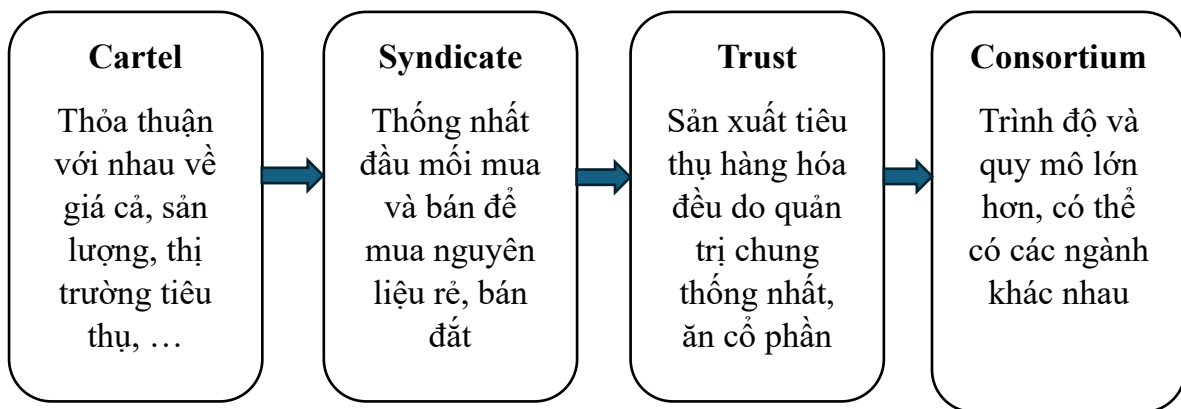 Cartel
Thỏa thuận
với nhau về
giá cả, sản
lượng, thị
trường tiêu
thụ, …
Syndicate
Thống nhất
đầu mối mua
và bán để
mua nguyên
liệu rẻ, bán
đắt
Trust
Sản xuất tiêu
thụ hàng hóa
đều do quản
trị chung
thống nhất,
ăn cổ phần
Consortium
Trình độ và
quy mô lớn
hơn, có thể
có các ngành
khác nhau